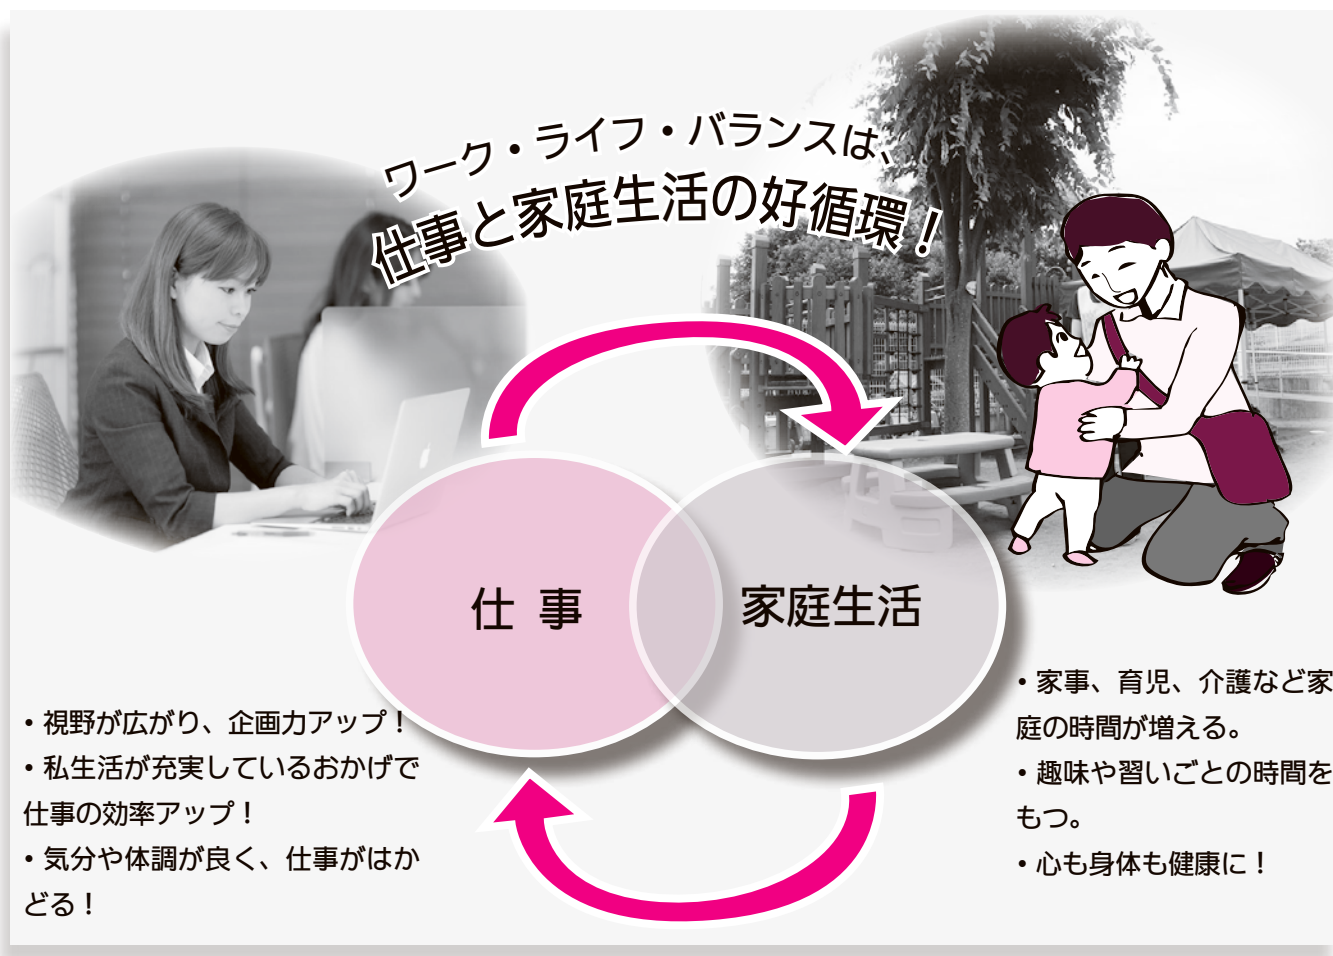 ワーク・ライフ・バランスは、
仕事と家庭生活の好循環！
仕事
家庭生活
・視野が広がり、企画力アップ！
・私生活が充実しているおかげで
仕事の効率アップ！
・気分や体調が良く、仕事がはか
どる！
・家事、育児、介護など家
庭の時間が増える。
・趣味や習いごとの時間を
もつ。
・心も身体も健康に！